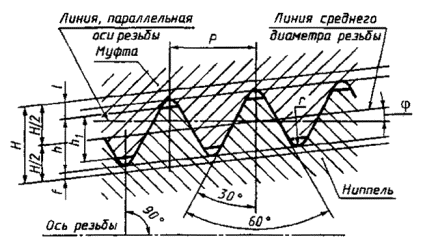 Линия, параллельная
оси резьбы
Муфта
P
Линия среднего
диаметра резьбы
l
H
H/2
H/2
h
h₁
f
r
φ
30°
60°
90°
Ниппель
Ось резьбы